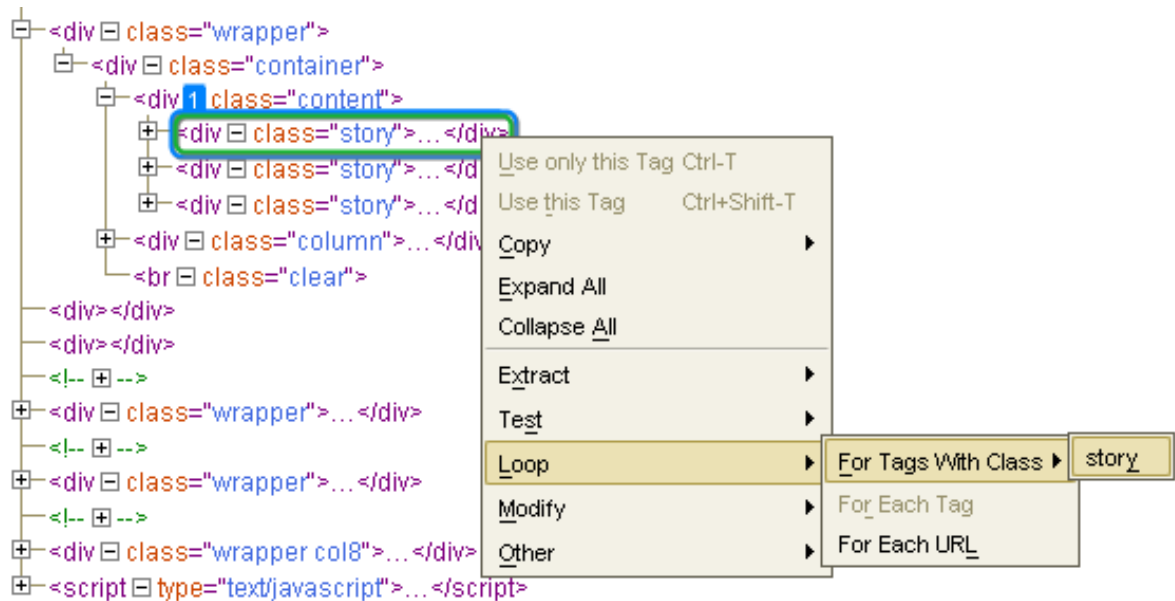 <div class="wrapper">
<div class="container">
<div 1 class="content">
<div class="story">...</div>
<div class="story">...</d
<div class="story">...</d
<div class="column">...</div
<br class="clear">
<div></div>
<div></div>
<!-- -->
<div class="wrapper">...</div>
<!-- -->
<div class="wrapper">...</div>
<!-- -->
<div class="wrapper col8">...</div>
<script type="text/javascript">...</script>
Use only this Tag Ctrl-T
Use this Tag Ctrl+Shift-T
Copy
Expand All
Collapse All
Extract
Test
Loop
Modify
Other
For Tags With Class
For Each Tag
For Each URL
story